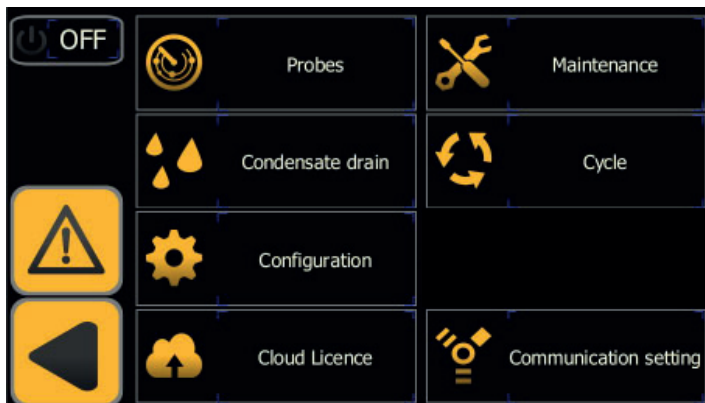 OFF
Probes
Maintenance
Condensate drain
Cycle
Configuration
Cloud Licence
Communication setting